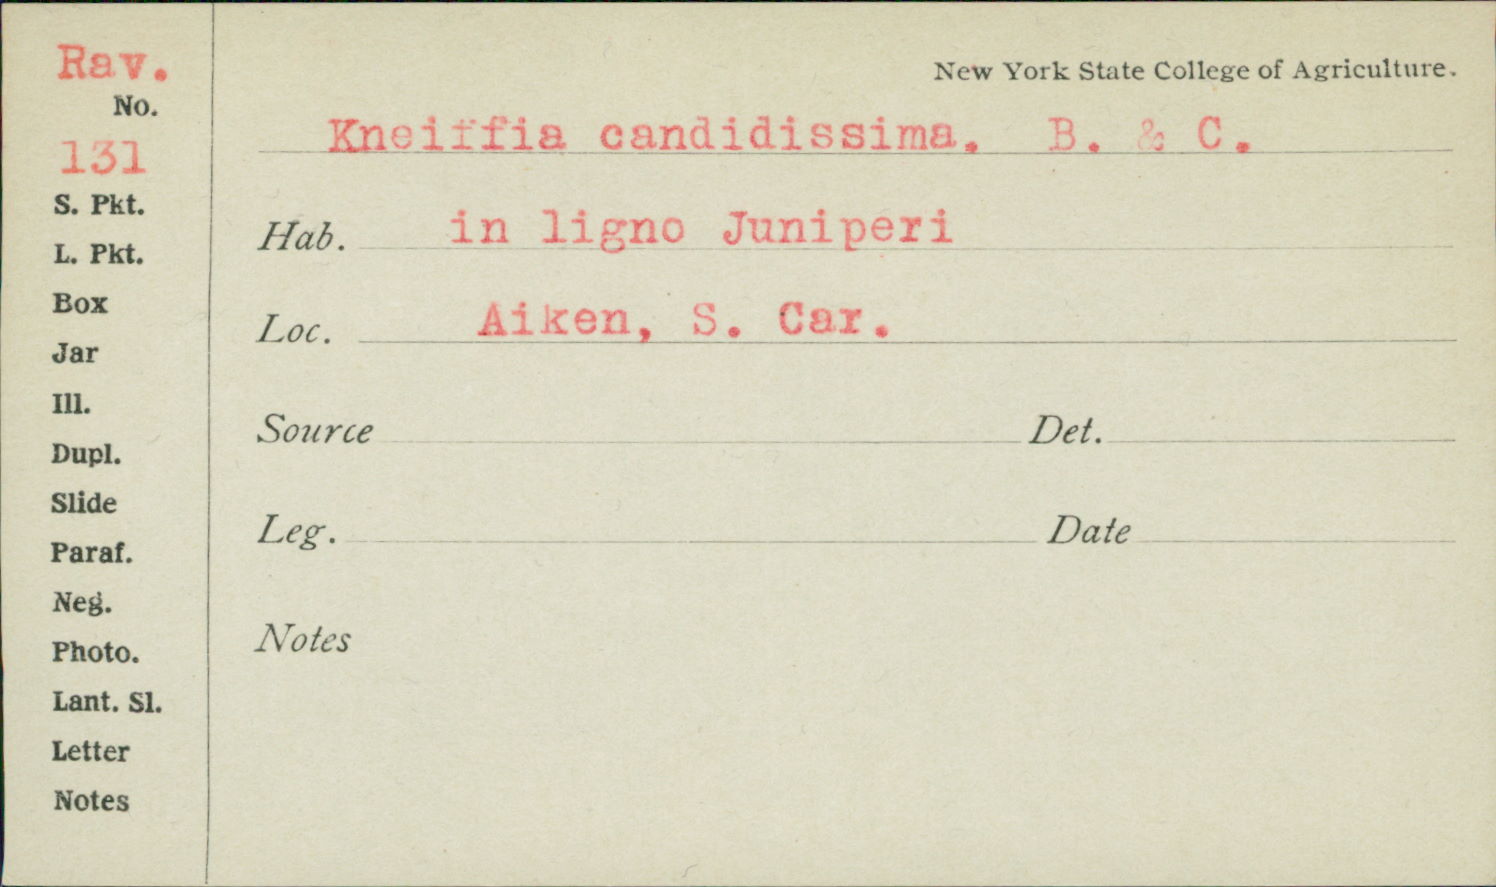 Rav.
No.
131
S. Pkt.
L. Pkt.
Box
Jar
Ill.
Dupl.
Slide
Paraf.
Neg.
Photo.
Lant. Sl.
Letter
Notes
New York State College of Agriculture.
Kneiffia candidissima. B. & C.
Hab. in ligno Juniperi
Loc. Aiken, S. Car.
Source Det.
Leg. Date
Notes